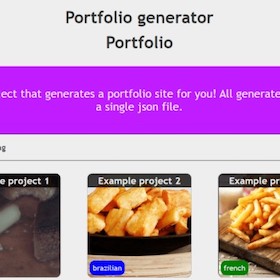 Portfolio generator
Portfolio
ect that generates a portfolio site for you! All generate
a single json file.
e project 1
Example project 2
Example pro
brazilian
french